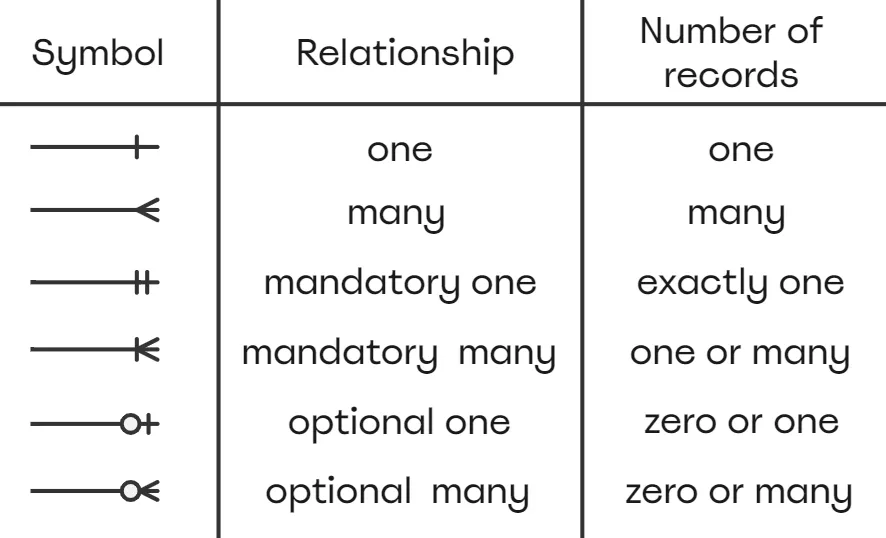 Symbol Relationship Number of
records
one one
many many
mandatory one exactly one
mandatory many one or many
optional one zero or one
optional many zero or many